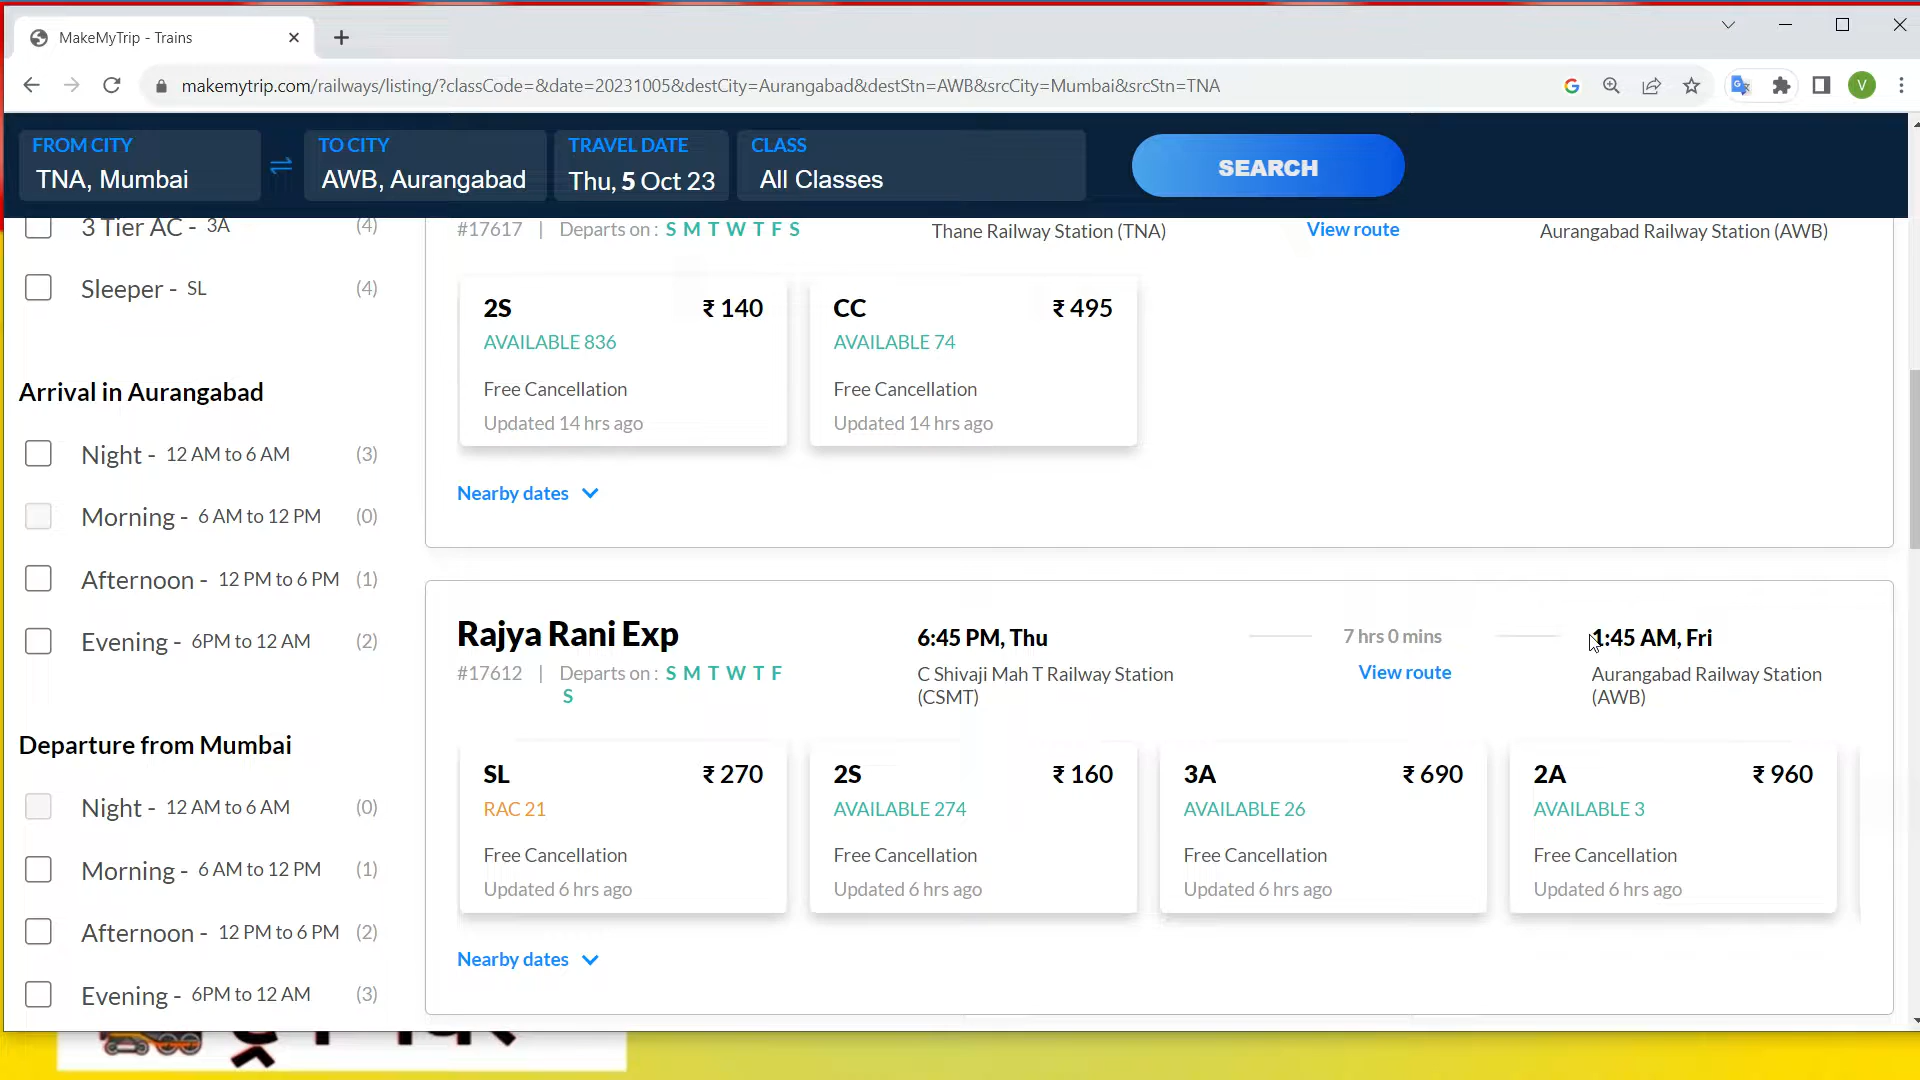 MakeMyTrip - Trains
makemytrip.com/railways/listing/?classCode=&date=20231005&destCity=Aurangabad&destStn=AWB&srcCity=Mumbai&srcStn=TNA
V
FROM CITY
TNA, Mumbai
TO CITY
AWB, Aurangabad
TRAVEL DATE
Thu, 5 Oct 23
CLASS
All Classes
SEARCH
3 Tier AC - 3A (4)
Sleeper - SL (4)
Arrival in Aurangabad
Night - 12 AM to 6 AM (3)
Morning - 6 AM to 12 PM (0)
Afternoon - 12 PM to 6 PM (1)
Evening - 6PM to 12 AM (2)
Departure from Mumbai
Night - 12 AM to 6 AM (0)
Morning - 6 AM to 12 PM (1)
Afternoon - 12 PM to 6 PM (2)
Evening - 6PM to 12 AM (3)
#17617 | Departs on : S M T W T F S
Thane Railway Station (TNA)
View route
Aurangabad Railway Station (AWB)
2S ₹ 140
AVAILABLE 836
Free Cancellation
Updated 14 hrs ago
CC ₹ 495
AVAILABLE 74
Free Cancellation
Updated 14 hrs ago
Nearby dates
Rajya Rani Exp
#17612 | Departs on : S M T W T F
S
6:45 PM, Thu
C Shivaji Mah T Railway Station
(CSMT)
7 hrs 0 mins
View route
1:45 AM, Fri
Aurangabad Railway Station
(AWB)
SL ₹ 270
RAC 21
Free Cancellation
Updated 6 hrs ago
2S ₹ 160
AVAILABLE 274
Free Cancellation
Updated 6 hrs ago
3A ₹ 690
AVAILABLE 26
Free Cancellation
Updated 6 hrs ago
2A ₹ 960
AVAILABLE 3
Free Cancellation
Updated 6 hrs ago
Nearby dates